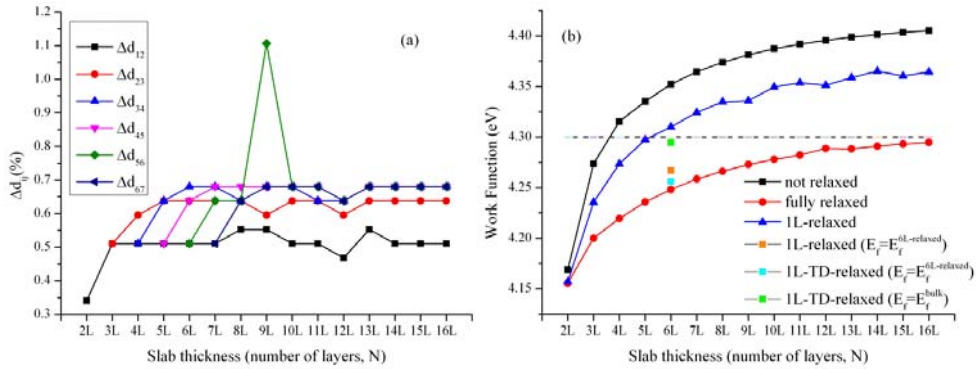 (a)
1.2
1.1
1.0
0.9
0.8
0.7
0.6
0.5
0.4
0.3
Δd_ij(%)
Δd_12
Δd_23
Δd_34
Δd_45
Δd_56
Δd_67
2L 3L 4L 5L 6L 7L 8L 9L 10L 11L 12L 13L 14L 15L 16L
Slab thickness (number of layers, N)
(b)
4.40
4.35
4.30
4.25
4.20
4.15
Work Function (eV)
not relaxed
fully relaxed
1L-relaxed
1L-relaxed (E_f=E_f^6L-relaxed)
1L-TD-relaxed (E_f=E_f^6L-relaxed)
1L-TD-relaxed (E_f=E_f^bulk)
2L 3L 4L 5L 6L 7L 8L 9L 10L 11L 12L 13L 14L 15L 16L
Slab thickness (number of layers, N)